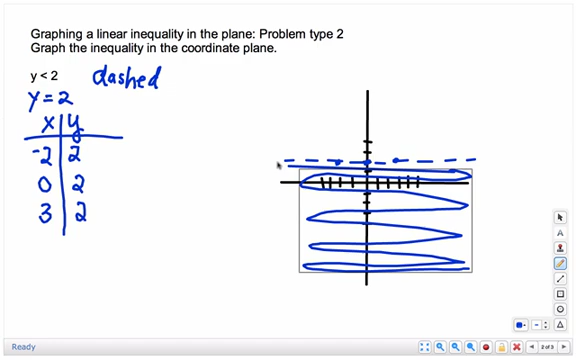 Graphing a linear inequality in the plane: Problem type 2
Graph the inequality in the coordinate plane.
y < 2 dashed
y = 2
x y
-2 2
0 2
3 2
A
Ready
2 of 3